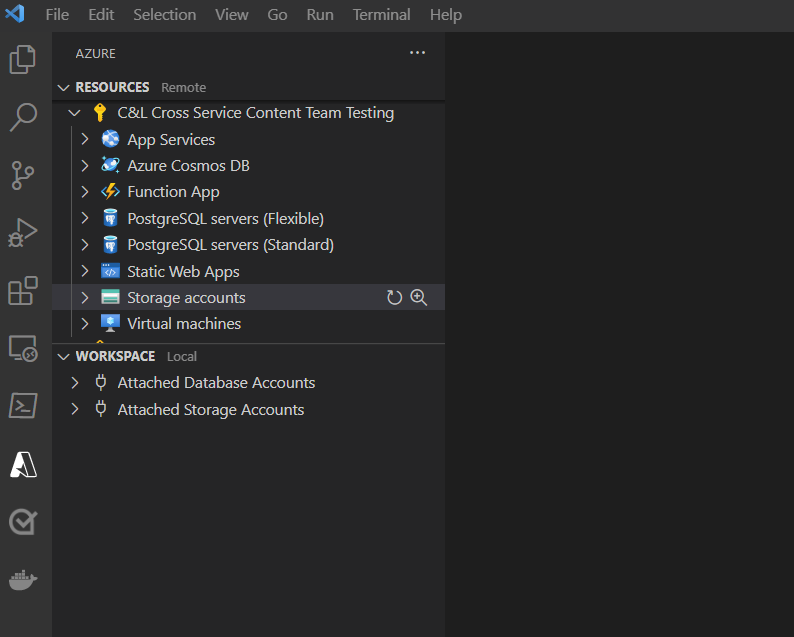 File Edit Selection View Go Run Terminal Help
AZURE
RESOURCES Remote
C&L Cross Service Content Team Testing
App Services
Azure Cosmos DB
Function App
PostgreSQL servers (Flexible)
PostgreSQL servers (Standard)
Static Web Apps
Storage accounts
Virtual machines
WORKSPACE Local
Attached Database Accounts
Attached Storage Accounts